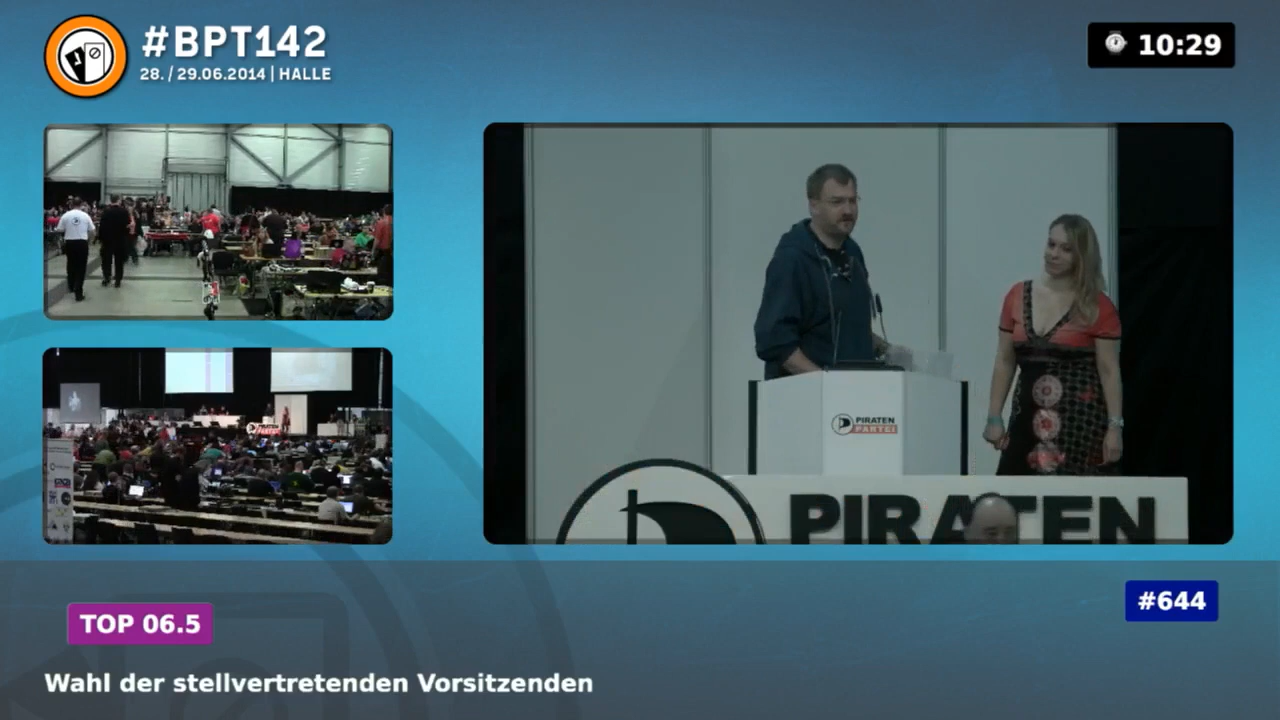 #BPT142
28. / 29.06.2014 | HALLE
10:29
PIRATEN
PARTEI
PIRATEN
#644
TOP 06.5
Wahl der stellvertretenden Vorsitzenden